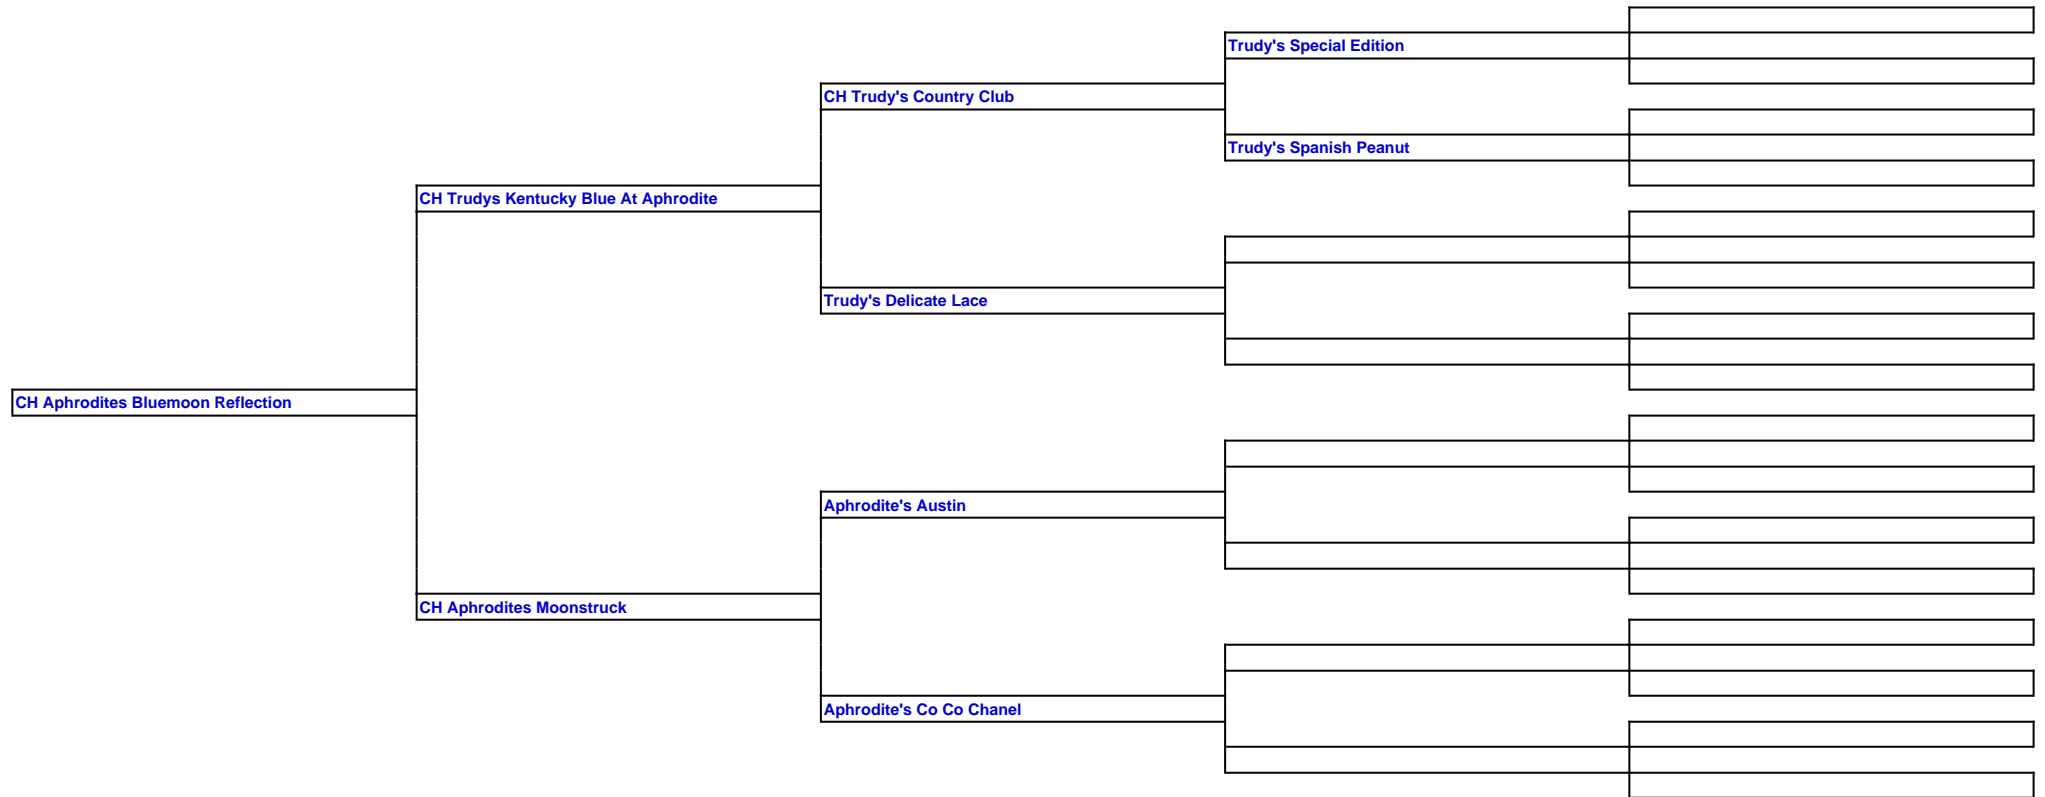 Trudy's Special Edition
CH Trudy's Country Club
Trudy's Spanish Peanut
CH Trudys Kentucky Blue At Aphrodite
Trudy's Delicate Lace
CH Aphrodites Bluemoon Reflection
Aphrodite's Austin
CH Aphrodites Moonstruck
Aphrodite's Co Co Chanel